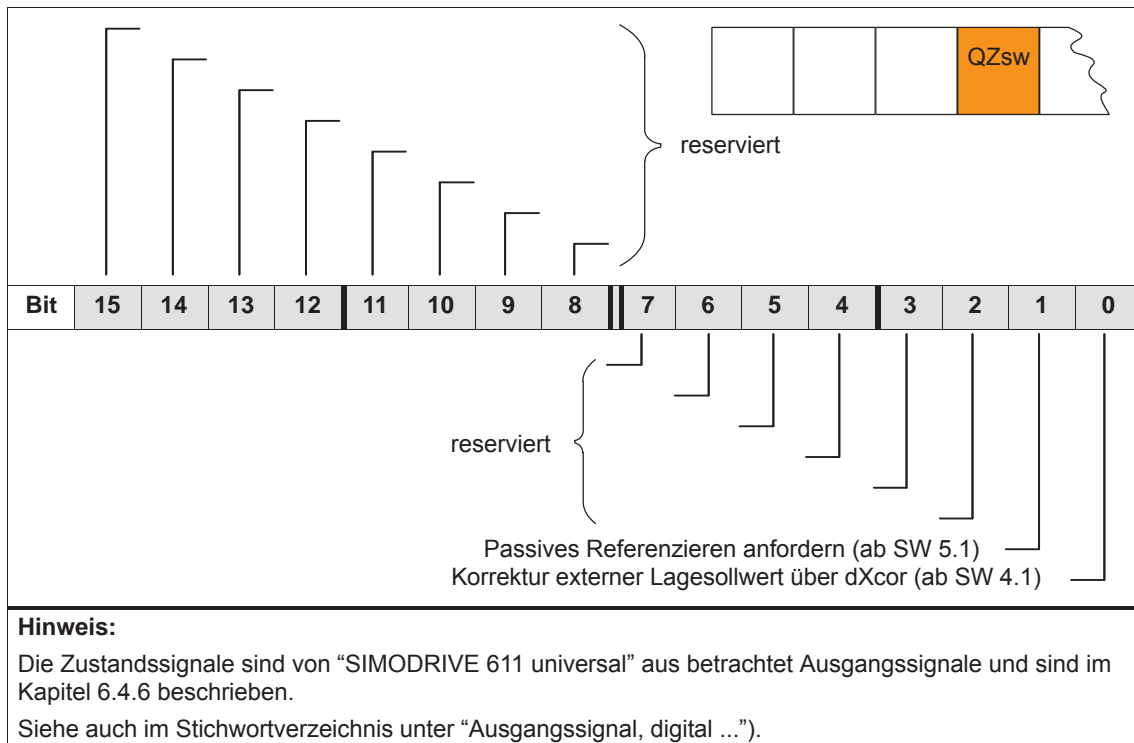 QZsw
reserviert
Bit 15 14 13 12 11 10 9 8 7 6 5 4 3 2 1 0
reserviert
Passives Referenzieren anfordern (ab SW 5.1)
Korrektur externer Lagesollwert über dXcor (ab SW 4.1)
Hinweis:
Die Zustandssignale sind von “SIMODRIVE 611 universal” aus betrachtet Ausgangssignale und sind im
Kapitel 6.4.6 beschrieben.
Siehe auch im Stichwortverzeichnis unter “Ausgangssignal, digital ...”).